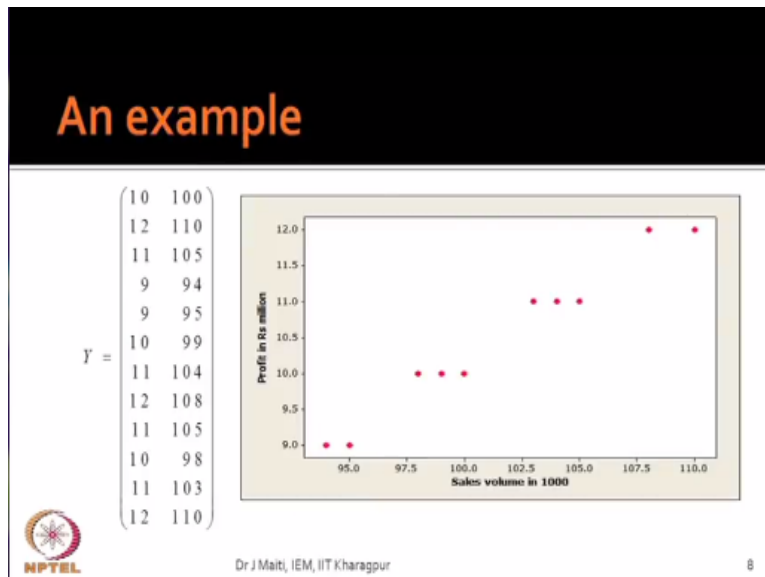 An example
Y =
10 100
12 110
11 105
9 94
9 95
10 99
11 104
12 108
11 105
10 98
11 103
12 110
Profit in Rs million
12.0
11.5
11.0
10.5
10.0
9.5
9.0
95.0 97.5 100.0 102.5 105.0 107.5 110.0
Sales volume in 1000
NPTEL
Dr J Maiti, IEM, IIT Kharagpur
8